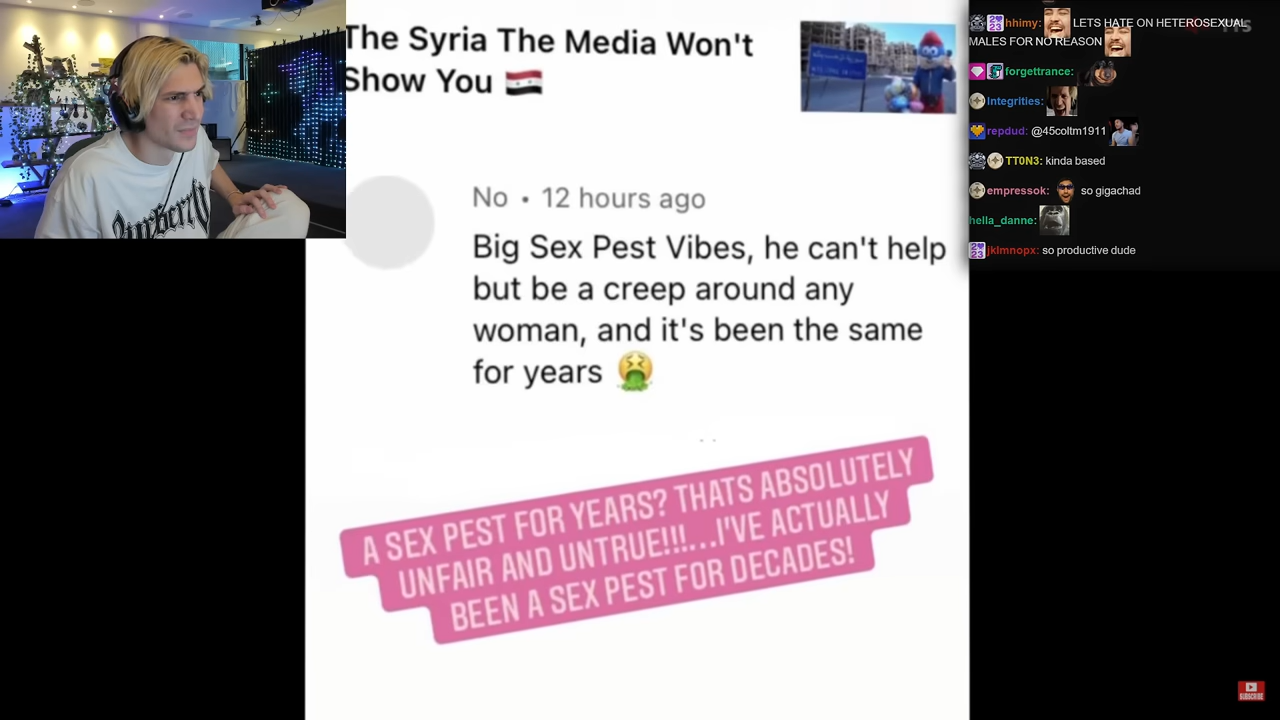 The Syria The Media Won't
Show You
No • 12 hours ago
Big Sex Pest Vibes, he can't help
but be a creep around any
woman, and it's been the same
for years
A SEX PEST FOR YEARS? THATS ABSOLUTELY
UNFAIR AND UNTRUE!!!...I'VE ACTUALLY
BEEN A SEX PEST FOR DECADES!
hhimy: LETS HATE ON HETEROSEXUAL
MALES FOR NO REASON
forgettrance:
Integrities:
repdud: @45coltm1911
TT0N3: kinda based
empressok: so gigachad
hella_danne:
jklmnopx: so productive dude
SUBSCRIBE